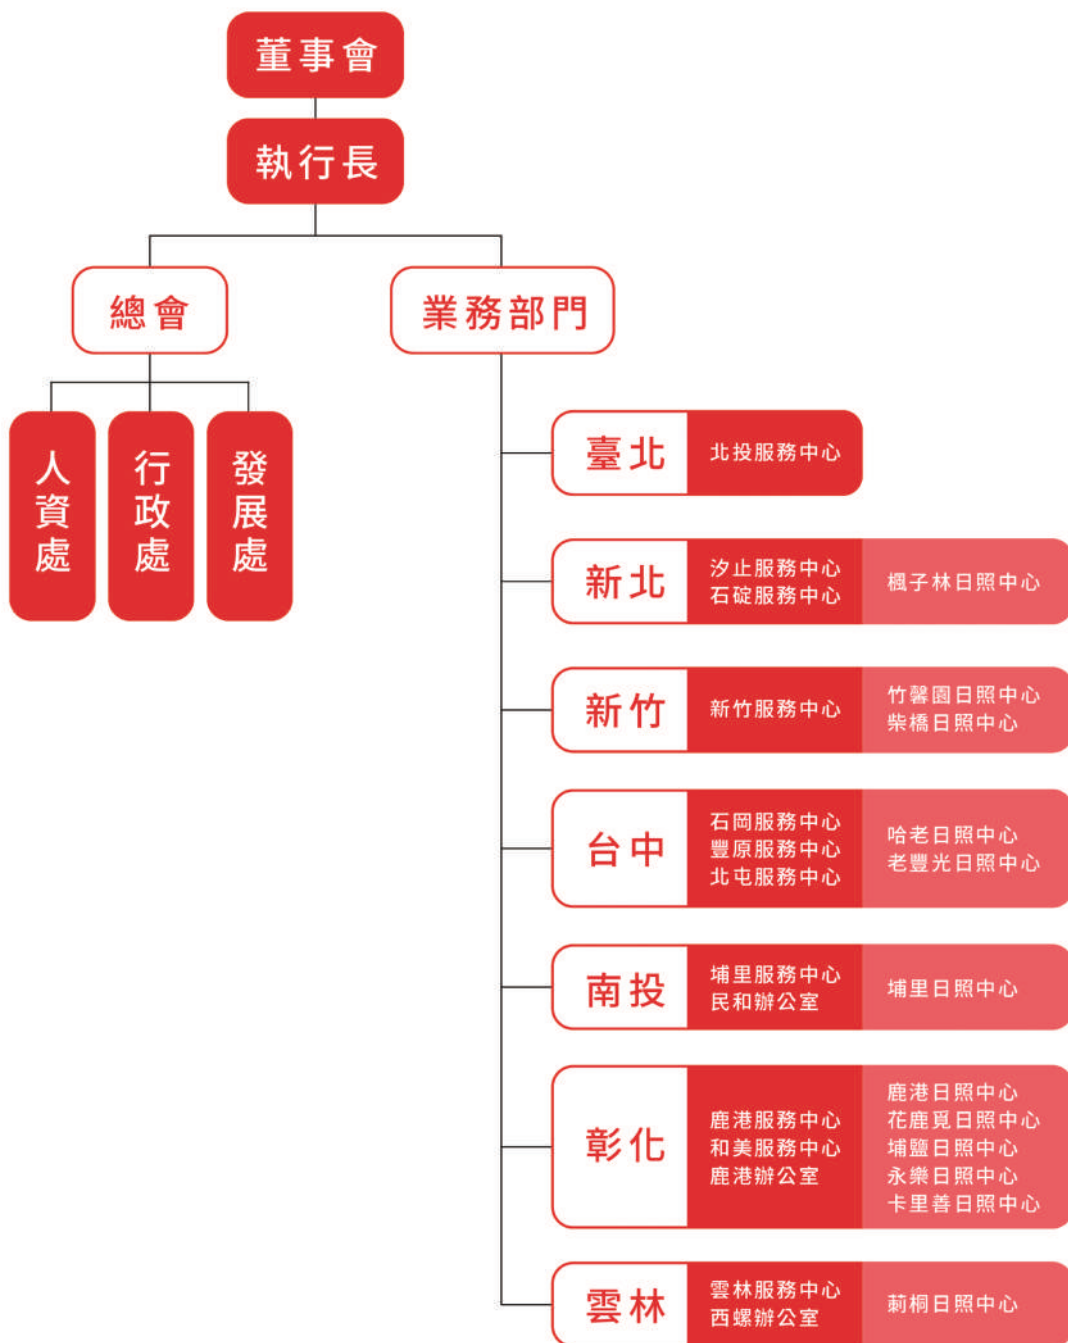 董事會
執行長
總會
業務部門
人資處
行政處
發展處
臺北
北投服務中心
新北
汐止服務中心
石碇服務中心
楓子林日照中心
新竹
新竹服務中心
竹馨園日照中心
柴橋日照中心
台中
石岡服務中心
豐原服務中心
北屯服務中心
哈老日照中心
老豐光日照中心
南投
埔里服務中心
民和辦公室
埔里日照中心
彰化
鹿港服務中心
和美服務中心
鹿港辦公室
鹿港日照中心
花鹿覓日照中心
埔鹽日照中心
永樂日照中心
卡里善日照中心
雲林
雲林服務中心
西螺辦公室
莿桐日照中心